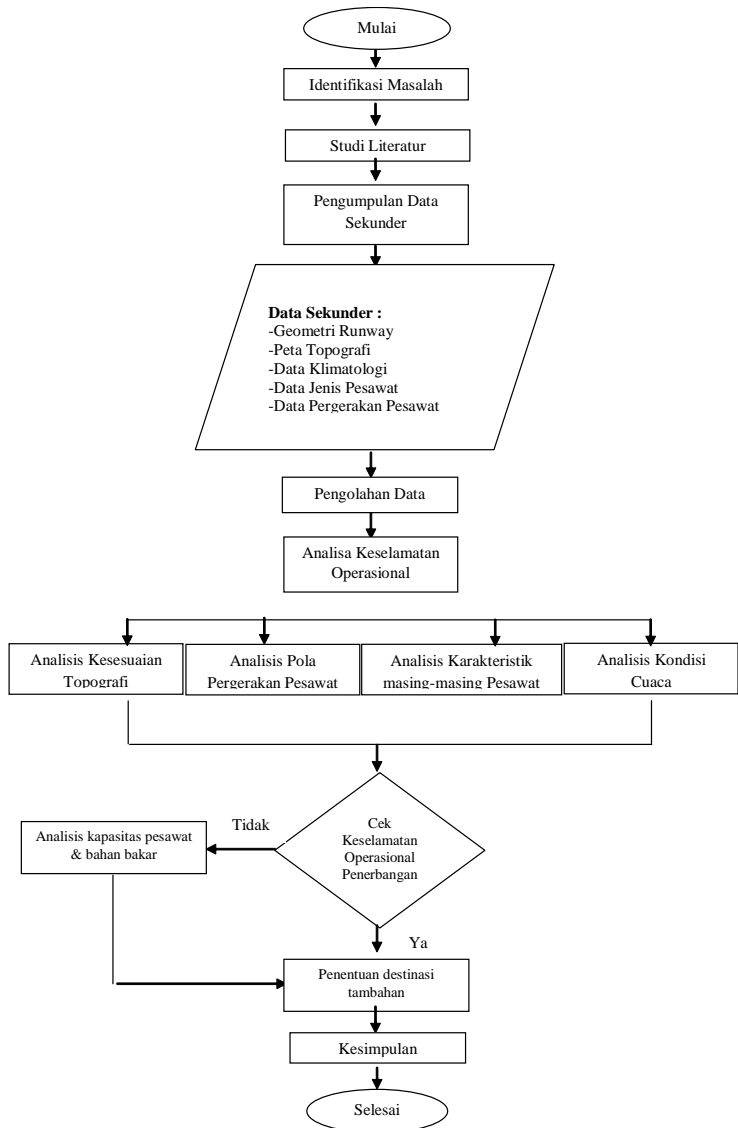 Mulai
Identifikasi Masalah
Studi Literatur
Pengumpulan Data
Sekunder
Data Sekunder :
-Geometri Runway
-Peta Topografi
-Data Klimatologi
-Data Jenis Pesawat
-Data Pergerakan Pesawat
Pengolahan Data
Analisa Keselamatan
Operasional
Analisis Kesesuaian
Topografi
Analisis Pola
Pergerakan Pesawat
Analisis Karakteristik
masing-masing Pesawat
Analisis Kondisi
Cuaca
Cek
Keselamatan
Operasional
Penerbangan
Tidak
Analisis kapasitas pesawat
& bahan bakar
Ya
Penentuan destinasi
tambahan
Kesimpulan
Selesai